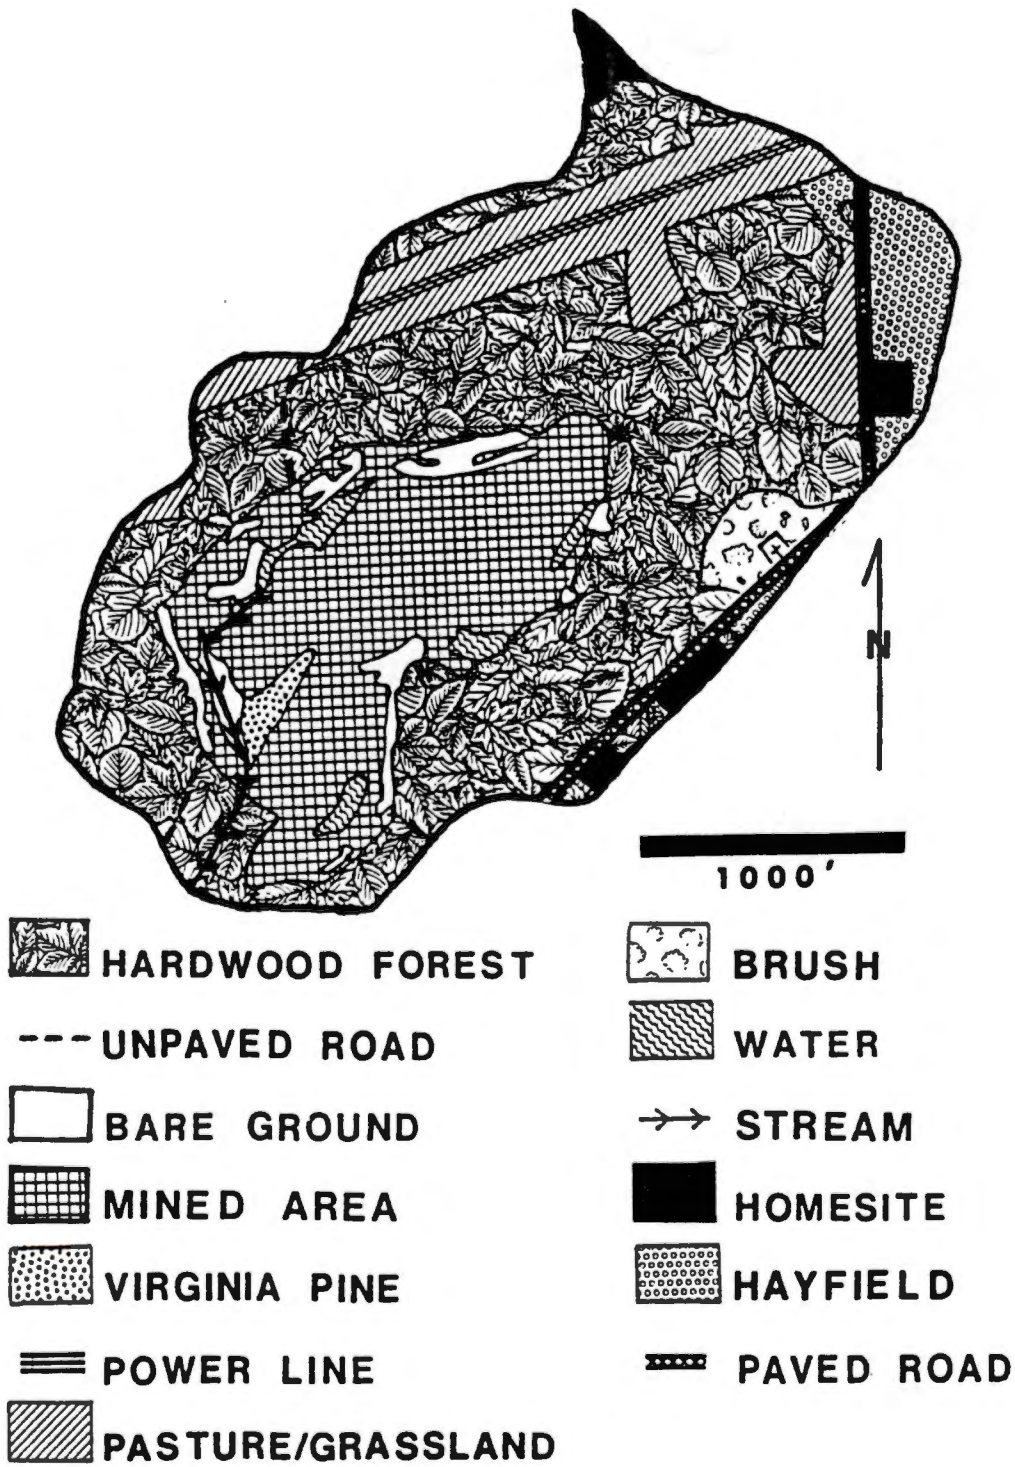 N
1000'
HARDWOOD FOREST
UNPAVED ROAD
BARE GROUND
MINED AREA
VIRGINIA PINE
POWER LINE
PASTURE/GRASSLAND
BRUSH
WATER
STREAM
HOMESITE
HAYFIELD
PAVED ROAD